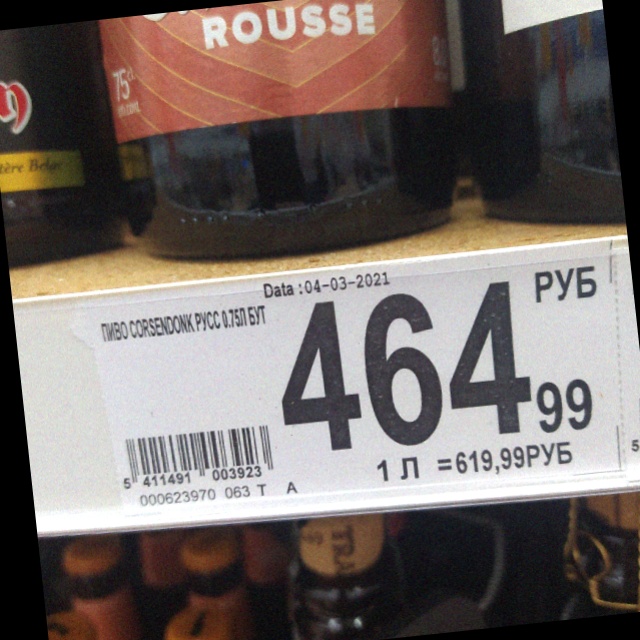 ROUSSE
75
Data :04-03-2021
РУБ
ПИВО CORSENDONK РУСС 0.75Л БУТ
464 99
1 Л =619,99РУБ
5 411491 003923
000623970 063 Т А